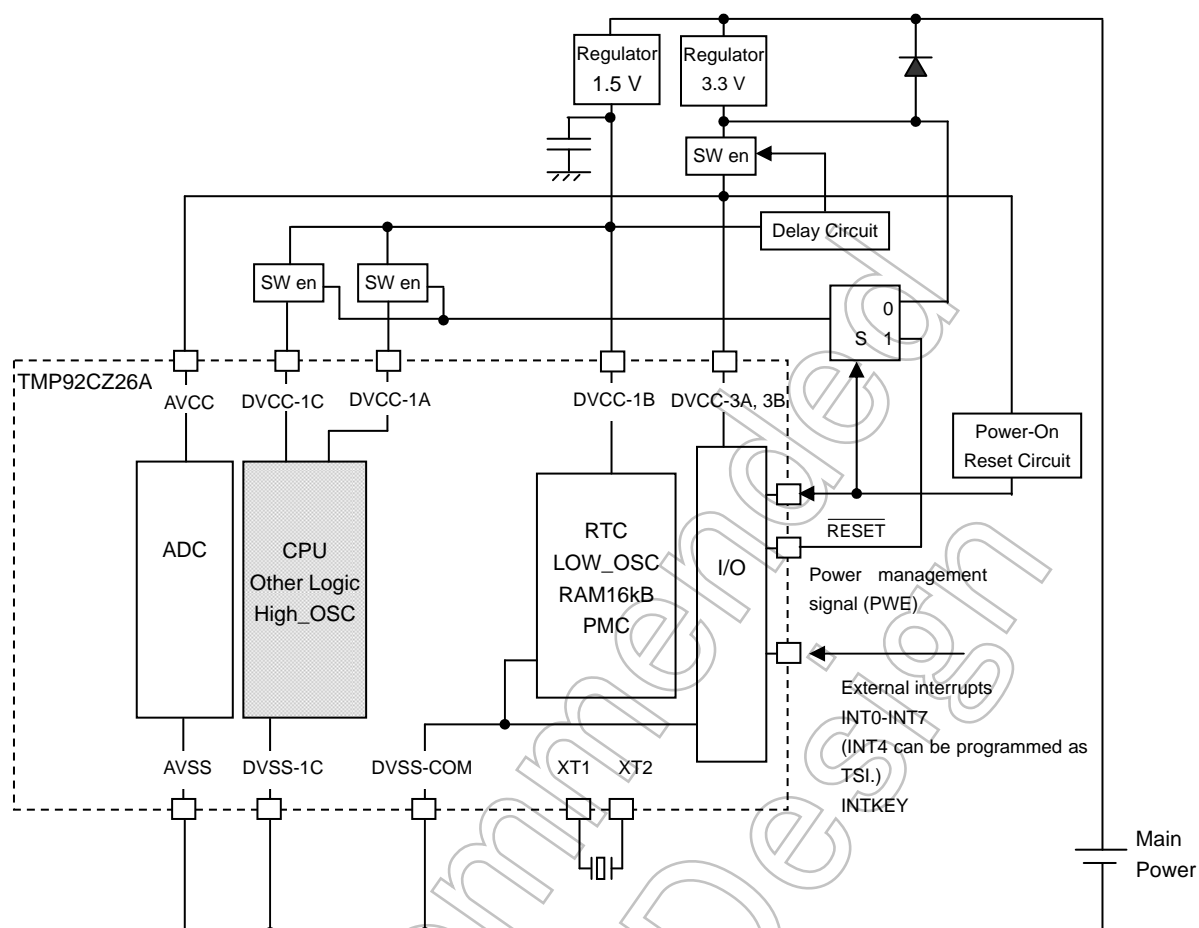 Regulator
1.5 V
Regulator
3.3 V
SW en
Delay Circuit
SW en
SW en
0
S 1
TMP92CZ26A
AVCC
DVCC-1C
DVCC-1A
DVCC-1B
DVCC-3A, 3B
Power-On
Reset Circuit
ADC
CPU
Other Logic
High_OSC
RTC
LOW_OSC
RAM16kB
PMC
I/O
RESET
Power management
signal (PWE)
External interrupts
INT0-INT7
(INT4 can be programmed as
TSI.)
INTKEY
AVSS
DVSS-1C
DVSS-COM
XT1
XT2
Main
Power
ommended
Design